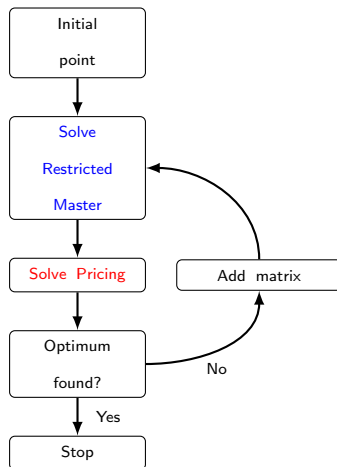 Initial
point
Solve
Restricted
Master
Solve Pricing
Add matrix
Optimum
found?
No
Yes
Stop